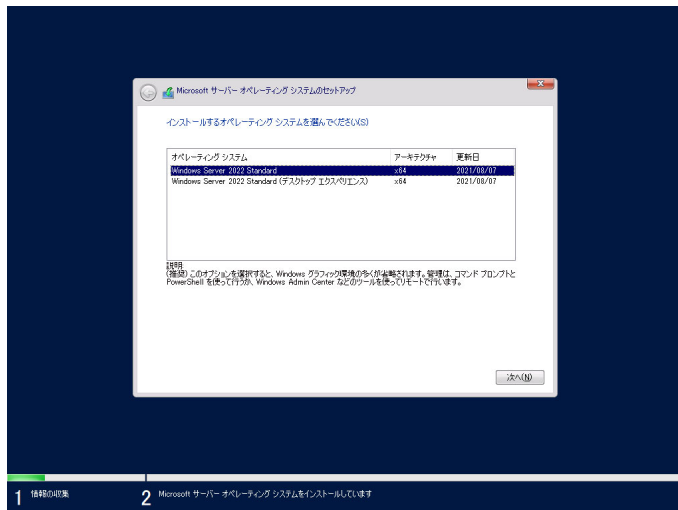 Microsoft サーバー オペレーティング システムのセットアップ
インストールするオペレーティング システムを選んでください(S)
オペレーティング システム アーキテクチャ 更新日
Windows Server 2022 Standard x64 2021/08/07
Windows Server 2022 Standard (デスクトップ エクスペリエンス) x64 2021/08/07
説明
(推奨) このオプションを選択すると、Windows グラフィック環境の多くが省略されます。管理は、コマンド プロンプトと
PowerShell を使って行うか、Windows Admin Center などのツールを使ってリモートで行います。
次へ(N)
1 情報の収集
2 Microsoft サーバー オペレーティング システムをインストールしています